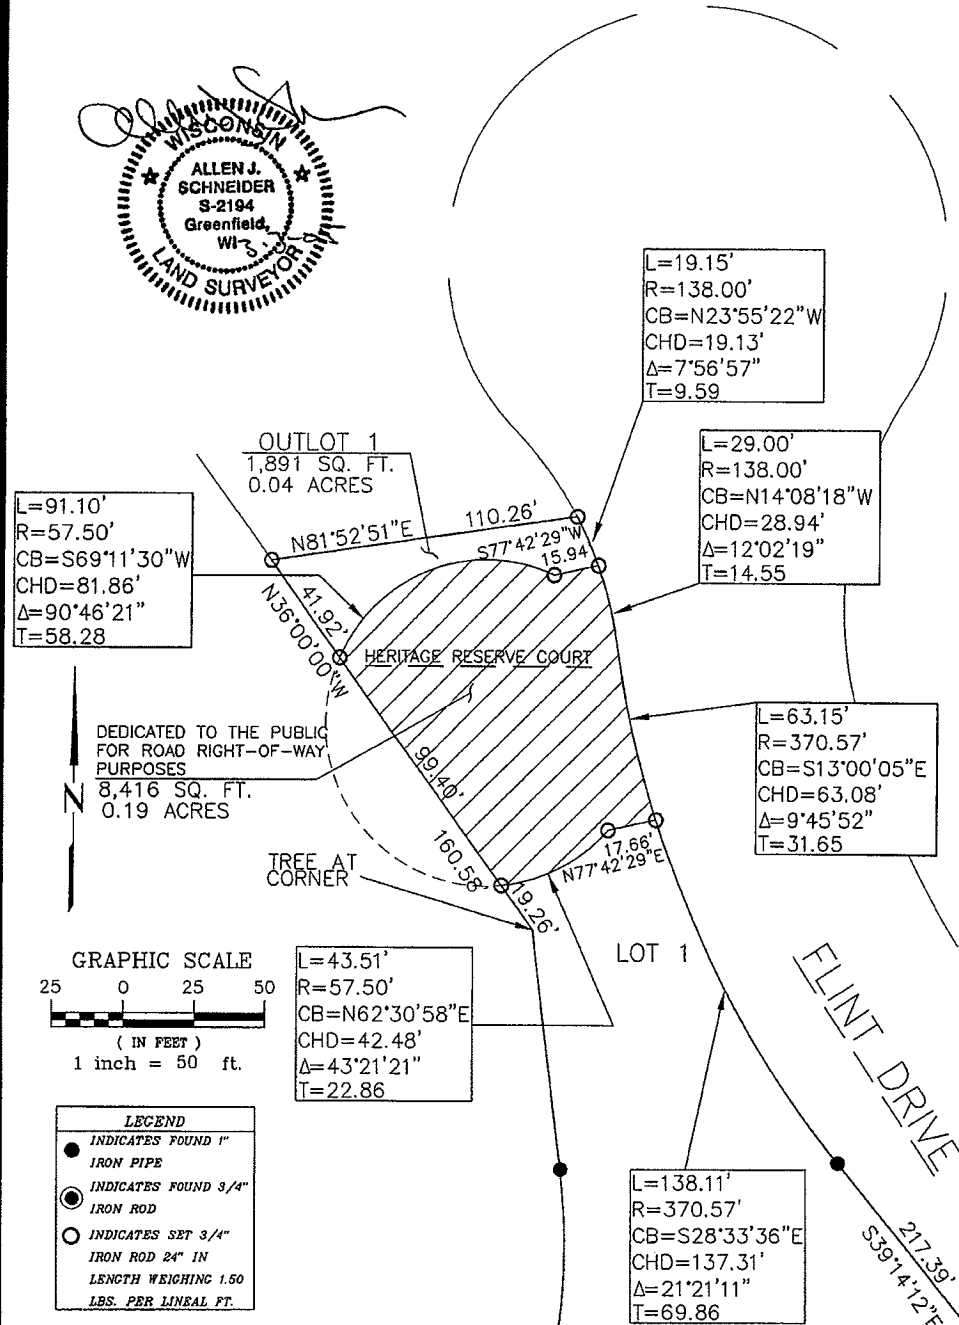 WISCONSIN
ALLEN J.
SCHNEIDER
S-2194
Greenfield,
WI
LAND SURVEYOR
L=19.15'
R=138.00'
CB=N23°55'22"W
CHD=19.13'
Δ=7°56'57"
T=9.59
OUTLOT 1
1,891 SQ. FT.
0.04 ACRES
L=29.00'
R=138.00'
CB=N14°08'18"W
CHD=28.94'
Δ=12°02'19"
T=14.55
L=91.10'
R=57.50'
CB=S69°11'30"W
CHD=81.86'
Δ=90°46'21"
T=58.28
N81°52'51"E
110.26'
S77°42'29"W
15.94
41.92'
N36°00'00"W
HERITAGE RESERVE COURT
DEDICATED TO THE PUBLIC
FOR ROAD RIGHT-OF-WAY
PURPOSES
8,416 SQ. FT.
0.19 ACRES
N
99.40'
L=63.15'
R=370.57'
CB=S13°00'05"E
CHD=63.08'
Δ=9°45'52"
T=31.65
160.58
17.66'
N77°42'29"E
TREE AT
CORNER
19.26'
LOT 1
GRAPHIC SCALE
25 0 25 50
( IN FEET )
1 inch = 50 ft.
L=43.51'
R=57.50'
CB=N62°30'58"E
CHD=42.48'
Δ=43°21'21"
T=22.86
FLINT DRIVE
LEGEND
INDICATES FOUND 1"
IRON PIPE
INDICATES FOUND 3/4"
IRON ROD
INDICATES SET 3/4"
IRON ROD 24" IN
LENGTH WEIGHING 1.50
LBS. PER LINEAL FT.
L=138.11'
R=370.57'
CB=S28°33'36"E
CHD=137.31'
Δ=21°21'11"
T=69.86
217.39'
S39°14'12"E